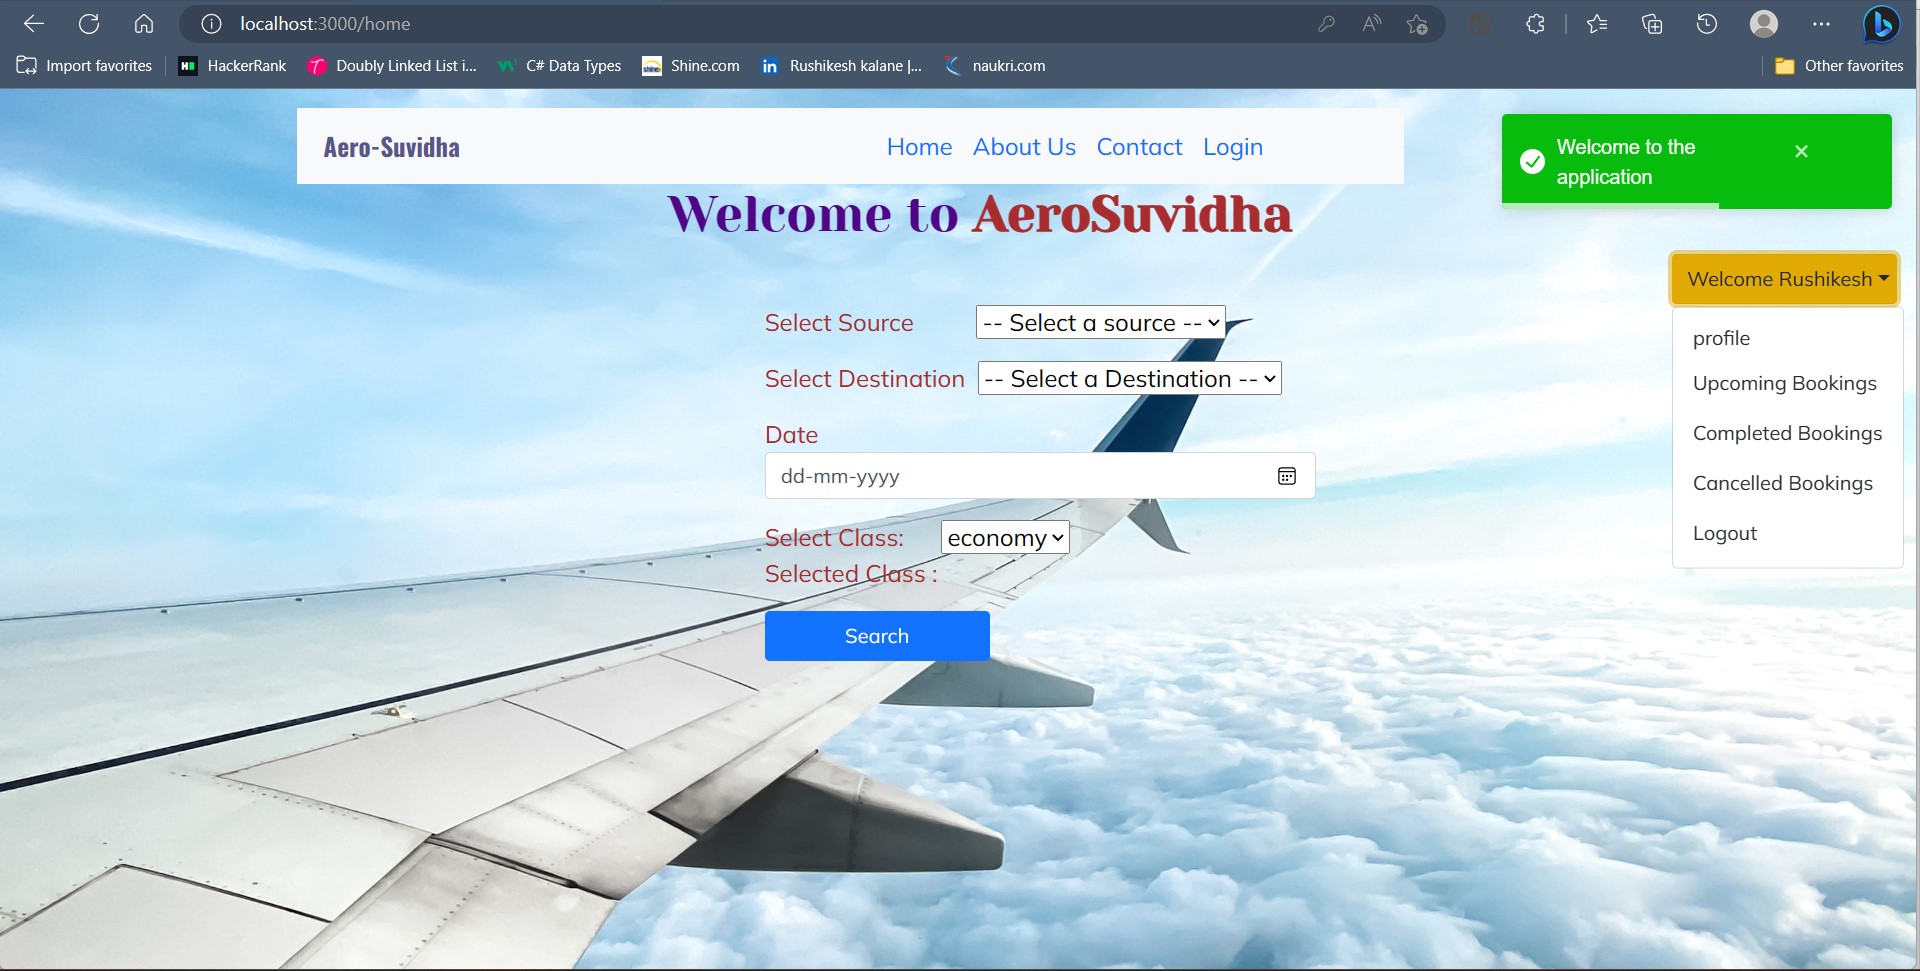 localhost:3000/home
Import favorites
HackerRank
Doubly Linked List i...
C# Data Types
Shine.com
Rushikesh kalane |...
naukri.com
Other favorites
Aero-Suvidha
Home About Us Contact Login
Welcome to the
application
Welcome to AeroSuvidha
Welcome Rushikesh
profile
Upcoming Bookings
Completed Bookings
Cancelled Bookings
Logout
Select Source -- Select a source --
Select Destination -- Select a Destination --
Date
dd-mm-yyyy
Select Class: economy
Selected Class :
Search